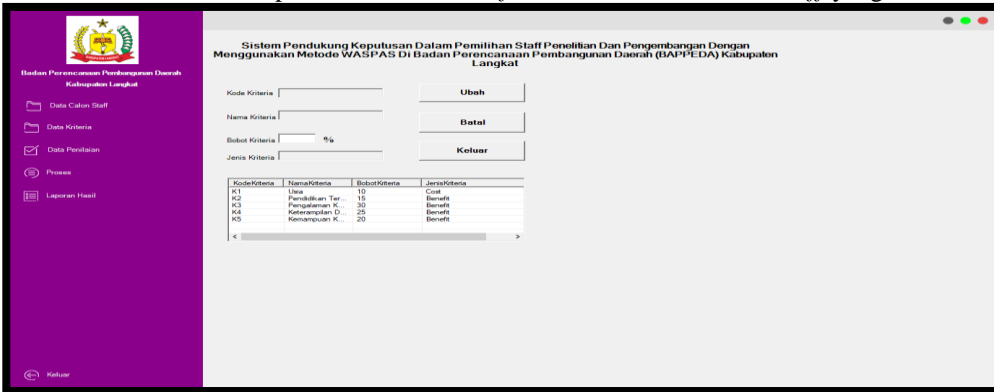 Sistem Pendukung Keputusan Dalam Pemilihan Staff Penelitian Dan Pengembangan Dengan
Menggunakan Metode WASPAS Di Badan Perencanaan Pembangunan Daerah (BAPPEDA) Kabupaten
Langkat
Badan Perencanaan Pembangunan Daerah
Kabupaten Langkat
Data Calon Staff
Data Kriteria
Data Penilaian
Proses
Laporan Hasil
Keluar
Kode Kriteria
Nama Kriteria
Bobot Kriteria %
Jenis Kriteria
Ubah
Batal
Keluar
KodeKriteria NamaKriteria BobotKriteria JenisKriteria
K1 Usia 10 Cost
K2 Pendidikan Ter... 15 Benefit
K3 Pengalaman K... 30 Benefit
K4 Keterampilan D... 25 Benefit
K5 Kemampuan K... 20 Benefit